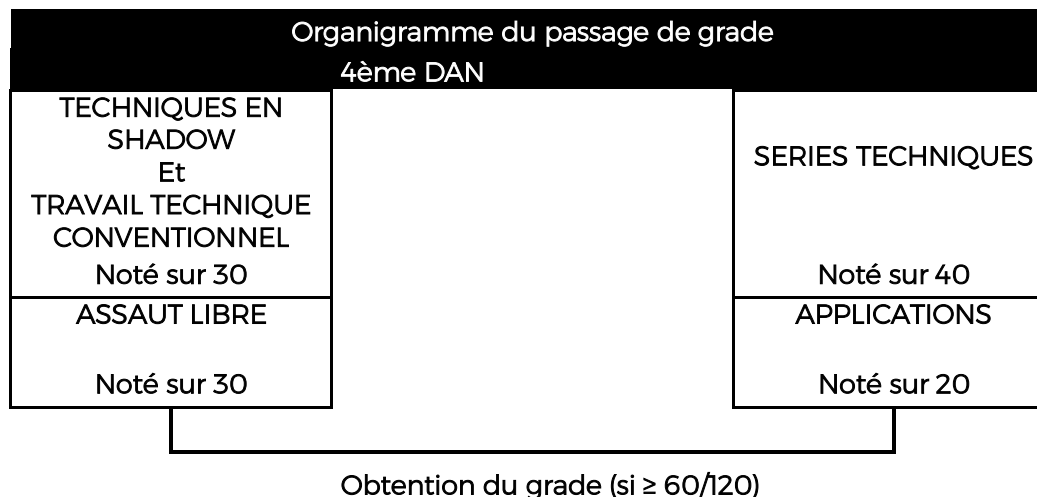 Organigramme du passage de grade
4ème DAN
TECHNIQUES EN
SHADOW
Et
TRAVAIL TECHNIQUE
CONVENTIONNEL
Noté sur 30
SERIES TECHNIQUES
Noté sur 40
ASSAUT LIBRE
Noté sur 30
APPLICATIONS
Noté sur 20
Obtention du grade (si ≥ 60/120)